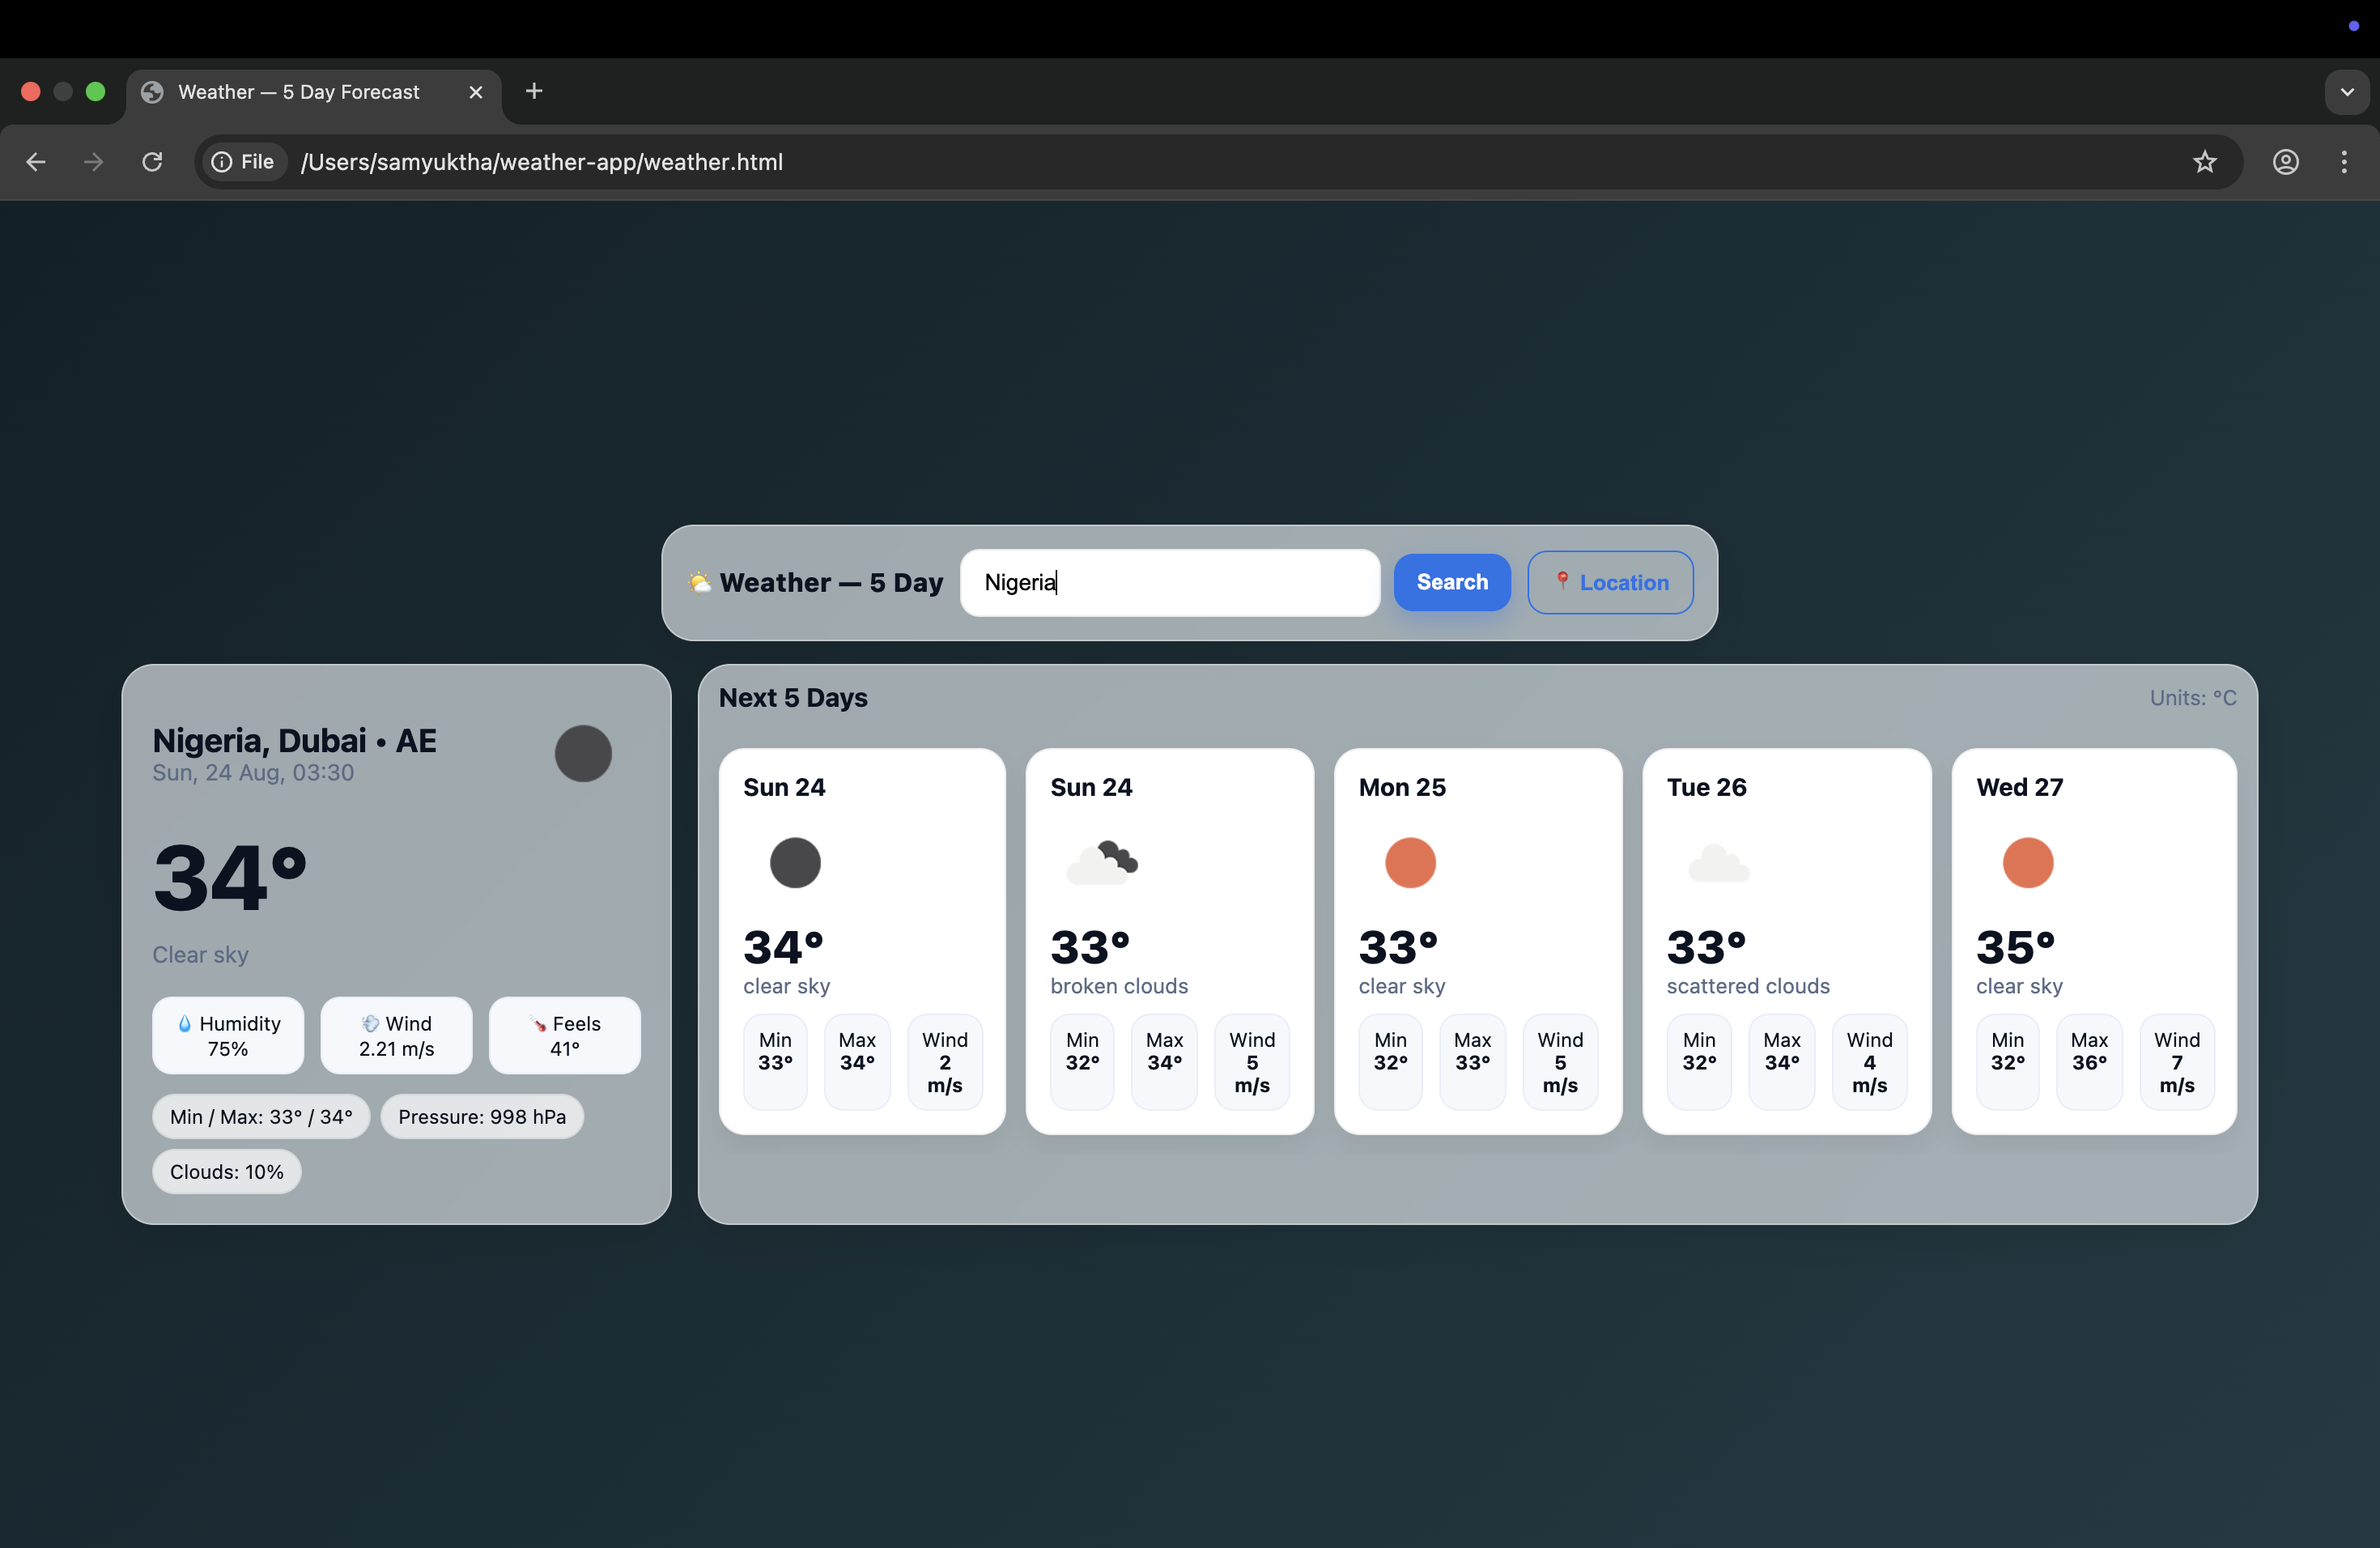 Weather — 5 Day Forecast
File /Users/samyuktha/weather-app/weather.html
🌤️ Weather — 5 Day
Nigeria
Search
📍 Location
Nigeria, Dubai • AE
Sun, 24 Aug, 03:30
34°
Clear sky
💧 Humidity
75%
💨 Wind
2.21 m/s
🌡️ Feels
41°
Min / Max: 33° / 34°
Pressure: 998 hPa
Clouds: 10%
Next 5 Days
Units: °C
Sun 24
34°
clear sky
Min
33°
Max
34°
Wind
2
m/s
Sun 24
33°
broken clouds
Min
32°
Max
34°
Wind
5
m/s
Mon 25
33°
clear sky
Min
32°
Max
33°
Wind
5
m/s
Tue 26
33°
scattered clouds
Min
32°
Max
34°
Wind
4
m/s
Wed 27
35°
clear sky
Min
32°
Max
36°
Wind
7
m/s